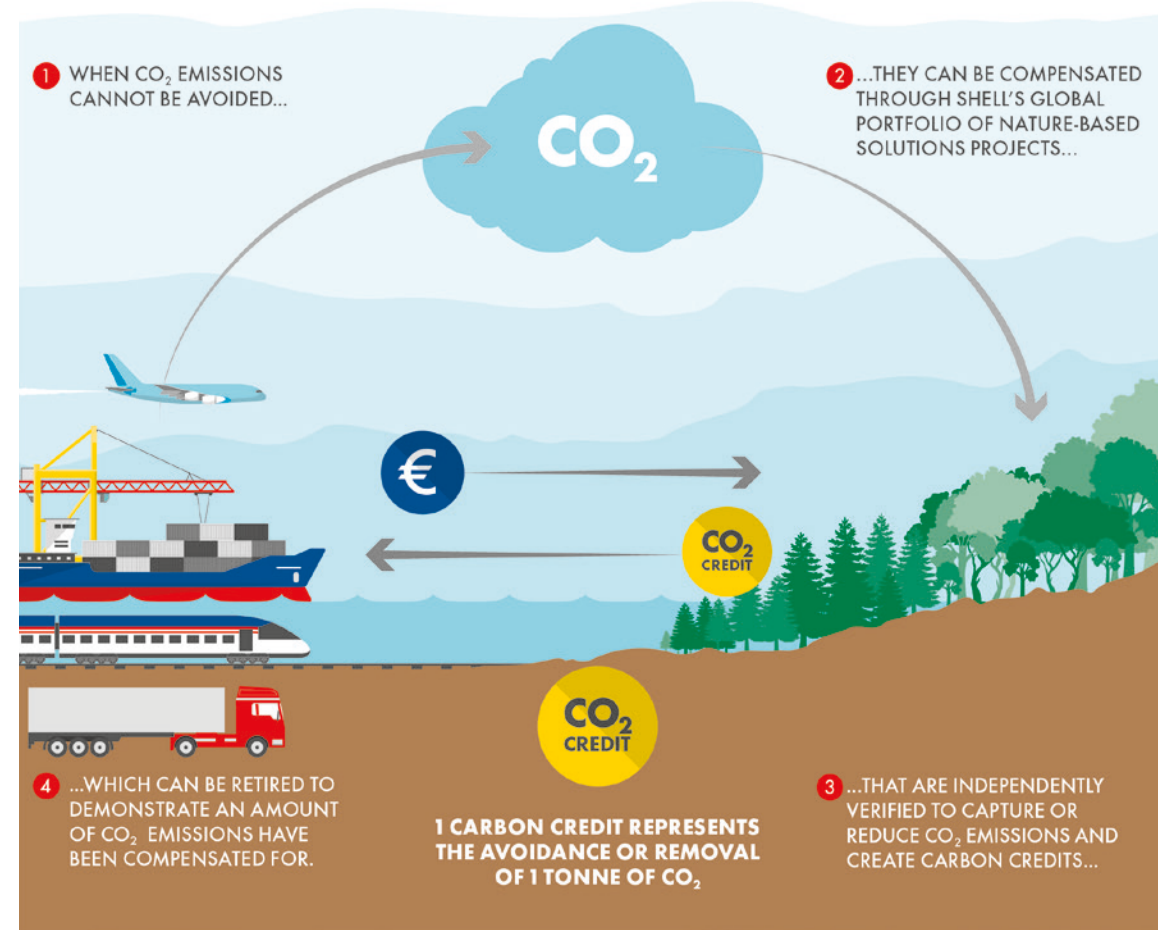 1 WHEN CO₂ EMISSIONS
CANNOT BE AVOIDED...
CO₂
2 ...THEY CAN BE COMPENSATED
THROUGH SHELL'S GLOBAL
PORTFOLIO OF NATURE-BASED
SOLUTIONS PROJECTS...
€
CO₂
CREDIT
CO₂
CREDIT
1 CARBON CREDIT REPRESENTS
THE AVOIDANCE OR REMOVAL
OF 1 TONNE OF CO₂
3 ...THAT ARE INDEPENDENTLY
VERIFIED TO CAPTURE OR
REDUCE CO₂ EMISSIONS AND
CREATE CARBON CREDITS...
4 ...WHICH CAN BE RETIRED TO
DEMONSTRATE AN AMOUNT
OF CO₂ EMISSIONS HAVE
BEEN COMPENSATED FOR.